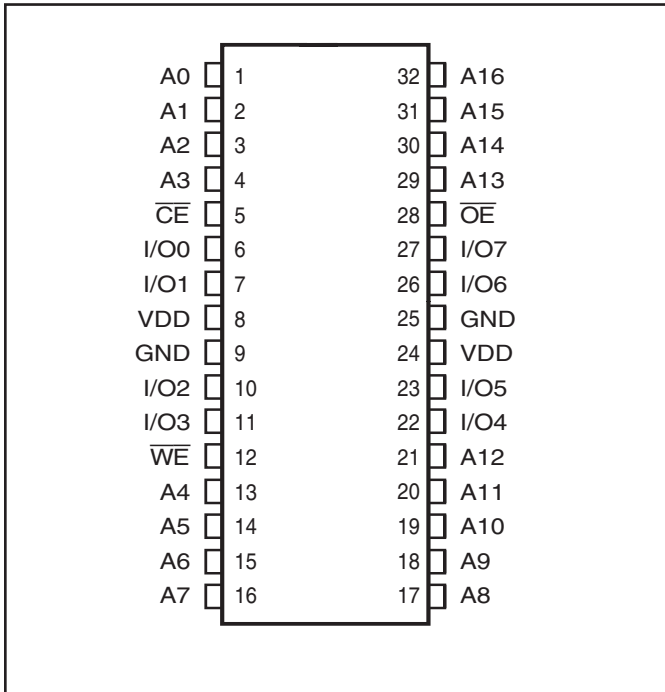 A0 1 32 A16
A1 2 31 A15
A2 3 30 A14
A3 4 29 A13
C̅E̅ 5 28 O̅E̅
I/O0 6 27 I/O7
I/O1 7 26 I/O6
VDD 8 25 GND
GND 9 24 VDD
I/O2 10 23 I/O5
I/O3 11 22 I/O4
W̅E̅ 12 21 A12
A4 13 20 A11
A5 14 19 A10
A6 15 18 A9
A7 16 17 A8